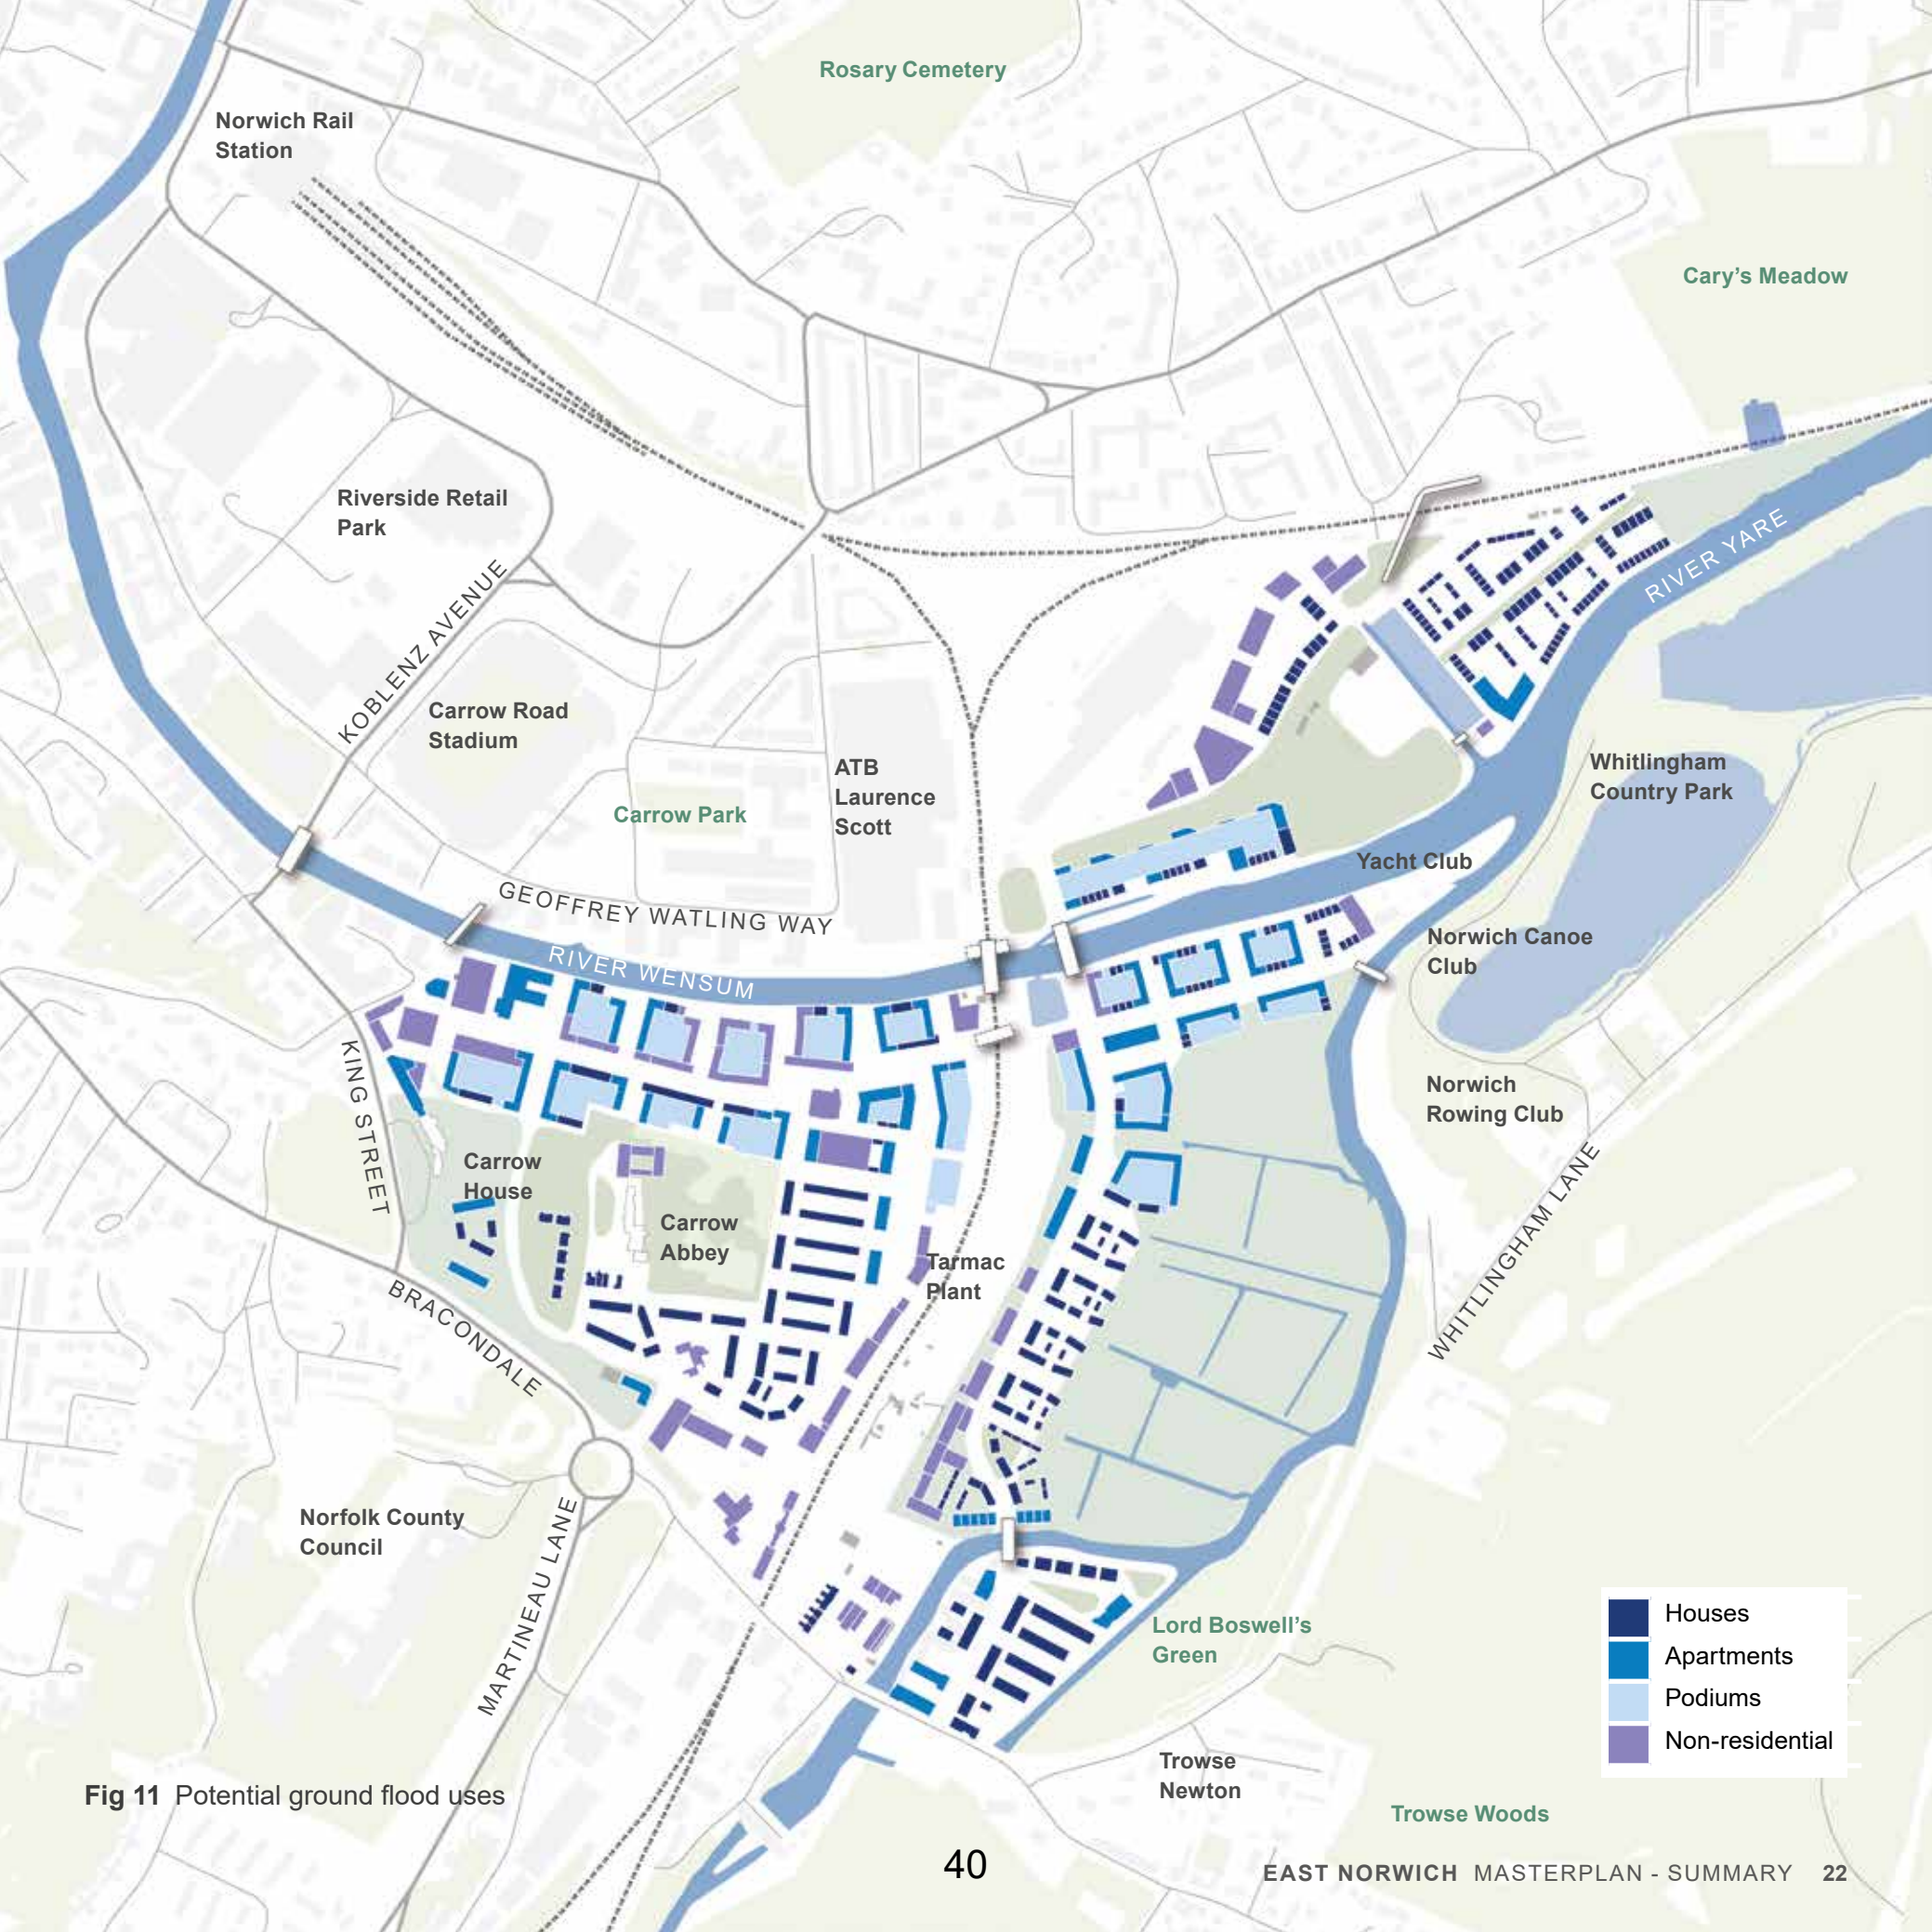 Rosary Cemetery
Norwich Rail
Station
Cary's Meadow
Riverside Retail
Park
RIVER YARE
KOBLENZ AVENUE
Carrow Road
Stadium
ATB
Laurence
Scott
Carrow Park
Whitlingham
Country Park
Yacht Club
GEOFFREY WATLING WAY
RIVER WENSUM
Norwich Canoe
Club
KING STREET
Norwich
Rowing Club
Carrow
House
Carrow
Abbey
Tarmac
Plant
WHITLINGHAM LANE
BRACONDALE
Norfolk County
Council
MARTINEAU LANE
Lord Boswell's
Green
Houses
Apartments
Podiums
Non-residential
Trowse
Newton
Trowse Woods
Fig 11 Potential ground flood uses
40
EAST NORWICH MASTERPLAN - SUMMARY 22